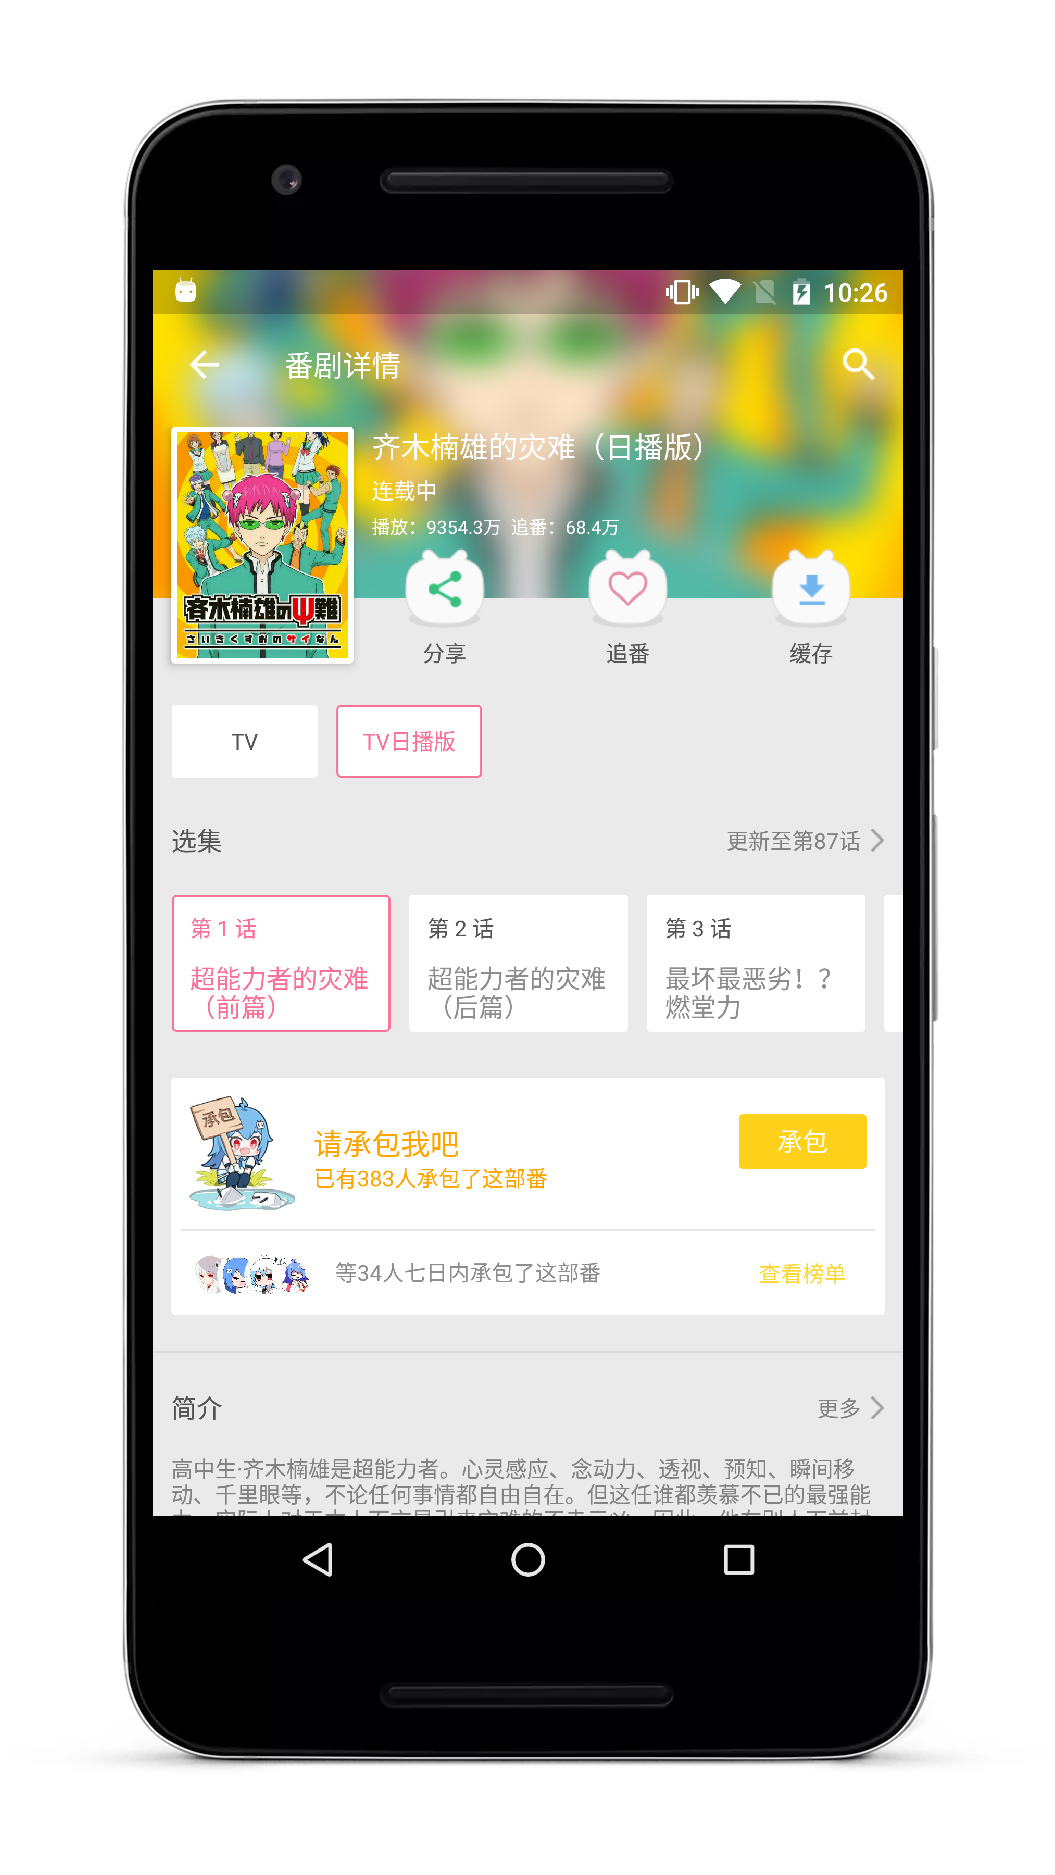 10:26
番剧详情
齐木楠雄的灾难（日播版）
连载中
播放：9354.3万 追番：68.4万
斉木楠雄のΨ難
さいきくすおのサイなん
分享
追番
缓存
TV
TV日播版
选集
更新至第87话
第 1 话
超能力者的灾难
（前篇）
第 2 话
超能力者的灾难
（后篇）
第 3 话
最坏最恶劣！？
燃堂力
承包
请承包我吧
已有383人承包了这部番
承包
等34人七日内承包了这部番
查看榜单
简介
更多
高中生·齐木楠雄是超能力者。心灵感应、念动力、透视、预知、瞬间移
动、千里眼等，不论任何事情都自由自在。但这任谁都羡慕不已的最强能